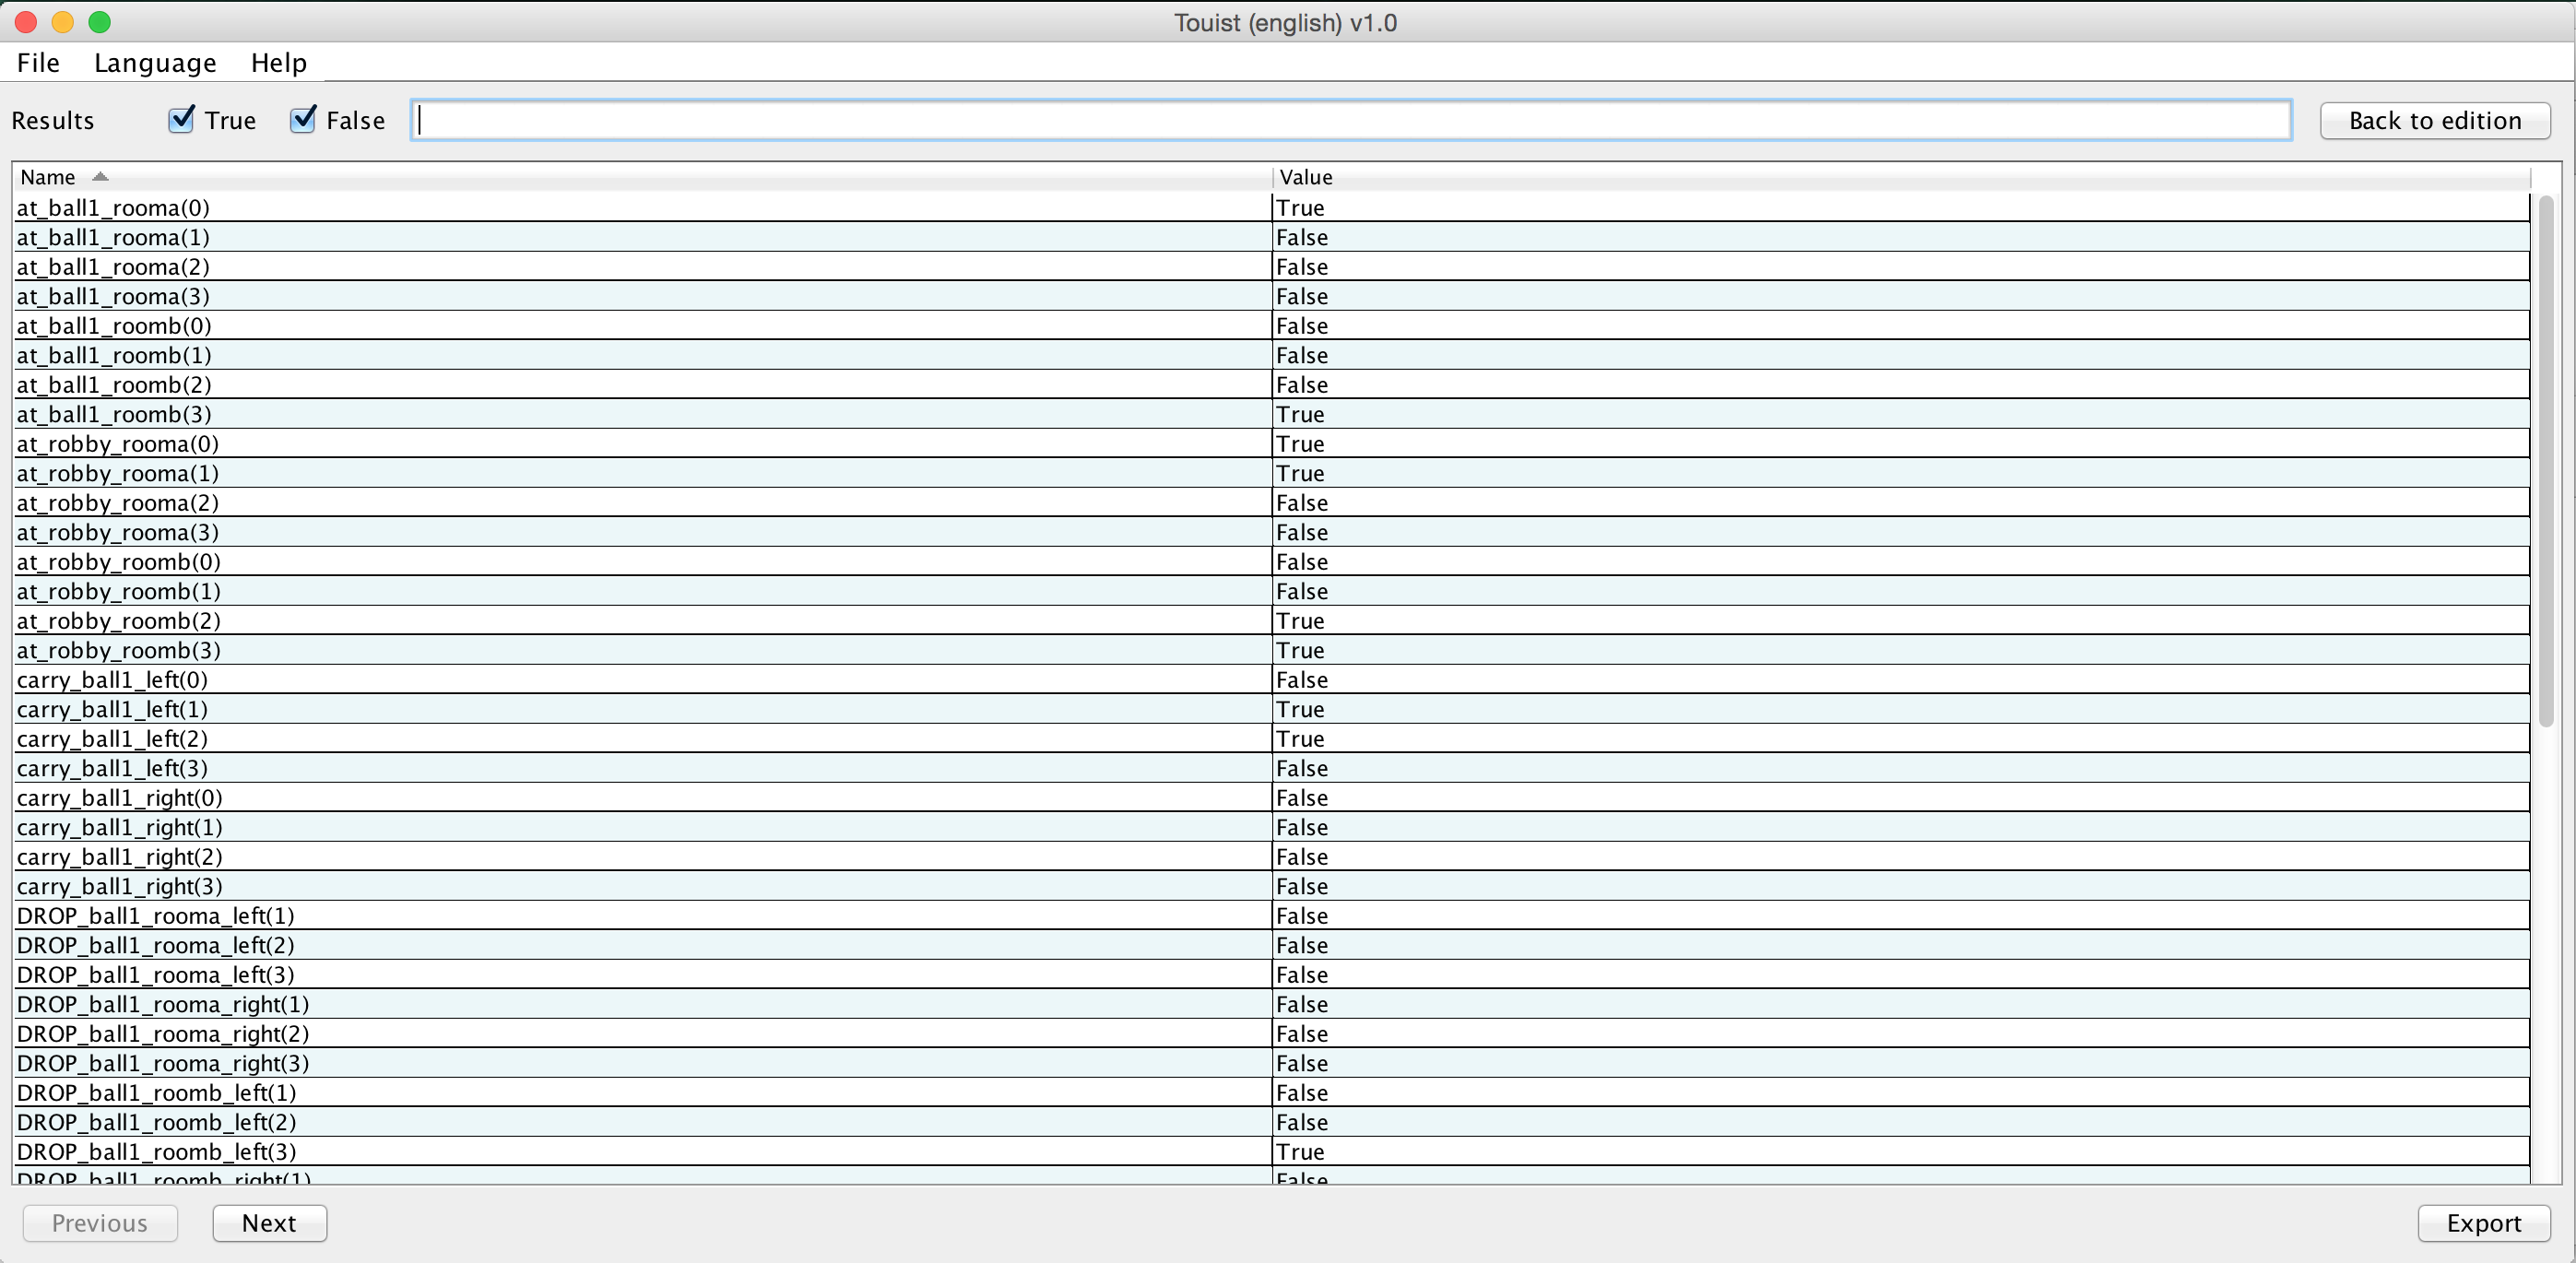 Touist (english) v1.0
File Language Help
Results True False Back to edition
Name Value
at_ball1_rooma(0) True
at_ball1_rooma(1) False
at_ball1_rooma(2) False
at_ball1_rooma(3) False
at_ball1_roomb(0) False
at_ball1_roomb(1) False
at_ball1_roomb(2) False
at_ball1_roomb(3) True
at_robby_rooma(0) True
at_robby_rooma(1) True
at_robby_rooma(2) False
at_robby_rooma(3) False
at_robby_roomb(0) False
at_robby_roomb(1) False
at_robby_roomb(2) True
at_robby_roomb(3) True
carry_ball1_left(0) False
carry_ball1_left(1) True
carry_ball1_left(2) True
carry_ball1_left(3) False
carry_ball1_right(0) False
carry_ball1_right(1) False
carry_ball1_right(2) False
carry_ball1_right(3) False
DROP_ball1_rooma_left(1) False
DROP_ball1_rooma_left(2) False
DROP_ball1_rooma_left(3) False
DROP_ball1_rooma_right(1) False
DROP_ball1_rooma_right(2) False
DROP_ball1_rooma_right(3) False
DROP_ball1_roomb_left(1) False
DROP_ball1_roomb_left(2) False
DROP_ball1_roomb_left(3) True
DROP_ball1_roomb_right(1) False
Previous Next Export